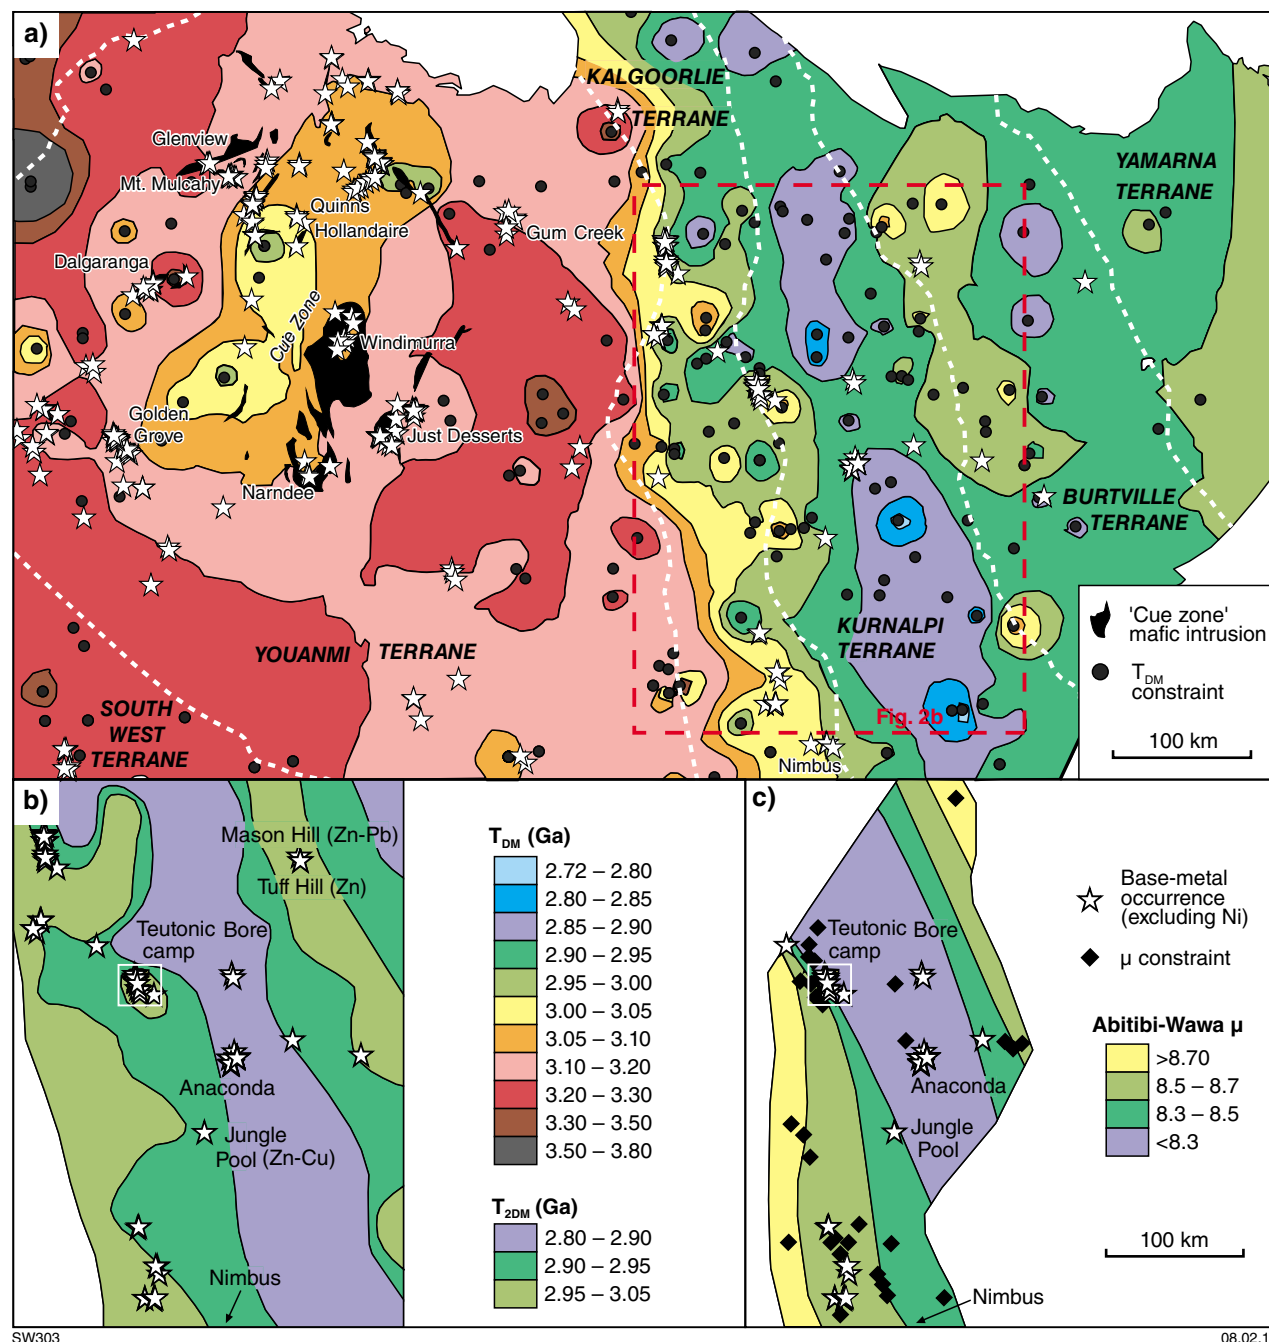 a)
KALGOORLIE
TERRANE
Glenview
Mt. Mulcahy
Quinns
Hollandaire
Gum Creek
Dalgaranga
Cue Zone
Windimurra
Golden
Grove
Just Desserts
Narndee
YAMARNA
TERRANE
BURTVILLE
TERRANE
KURNALPI
TERRANE
YOUANMI TERRANE
SOUTH
WEST
TERRANE
Fig. 2b
Nimbus
'Cue zone'
mafic intrusion
TDM
constraint
100 km
b)
Mason Hill (Zn-Pb)
Tuff Hill (Zn)
Teutonic Bore
camp
Anaconda
Jungle
Pool (Zn-Cu)
Nimbus
TDM (Ga)
2.72 – 2.80
2.80 – 2.85
2.85 – 2.90
2.90 – 2.95
2.95 – 3.00
3.00 – 3.05
3.05 – 3.10
3.10 – 3.20
3.20 – 3.30
3.30 – 3.50
3.50 – 3.80
T2DM (Ga)
2.80 – 2.90
2.90 – 2.95
2.95 – 3.05
c)
Teutonic Bore
camp
Anaconda
Jungle
Pool
Nimbus
Base-metal
occurrence
(excluding Ni)
µ constraint
Abitibi-Wawa µ
>8.70
8.5 – 8.7
8.3 – 8.5
<8.3
100 km
SW303
08.02.1